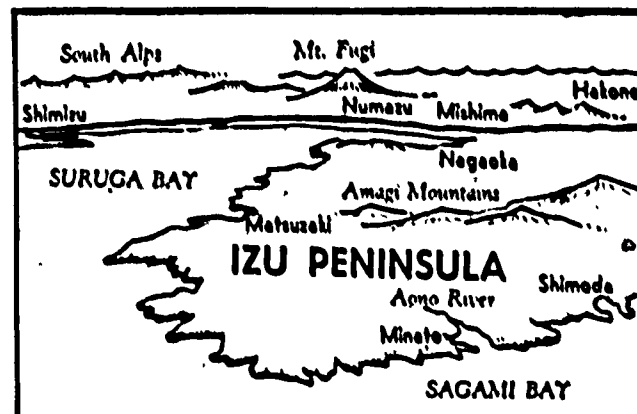 South Alps
Mt. Fugi
Hakone
Shimizu
Numazu
Mishima
Nagaoka
SURUGA BAY
Amagi Mountains
Matsuzaki
IZU PENINSULA
Shimoda
Aono River
Minato
SAGAMI BAY